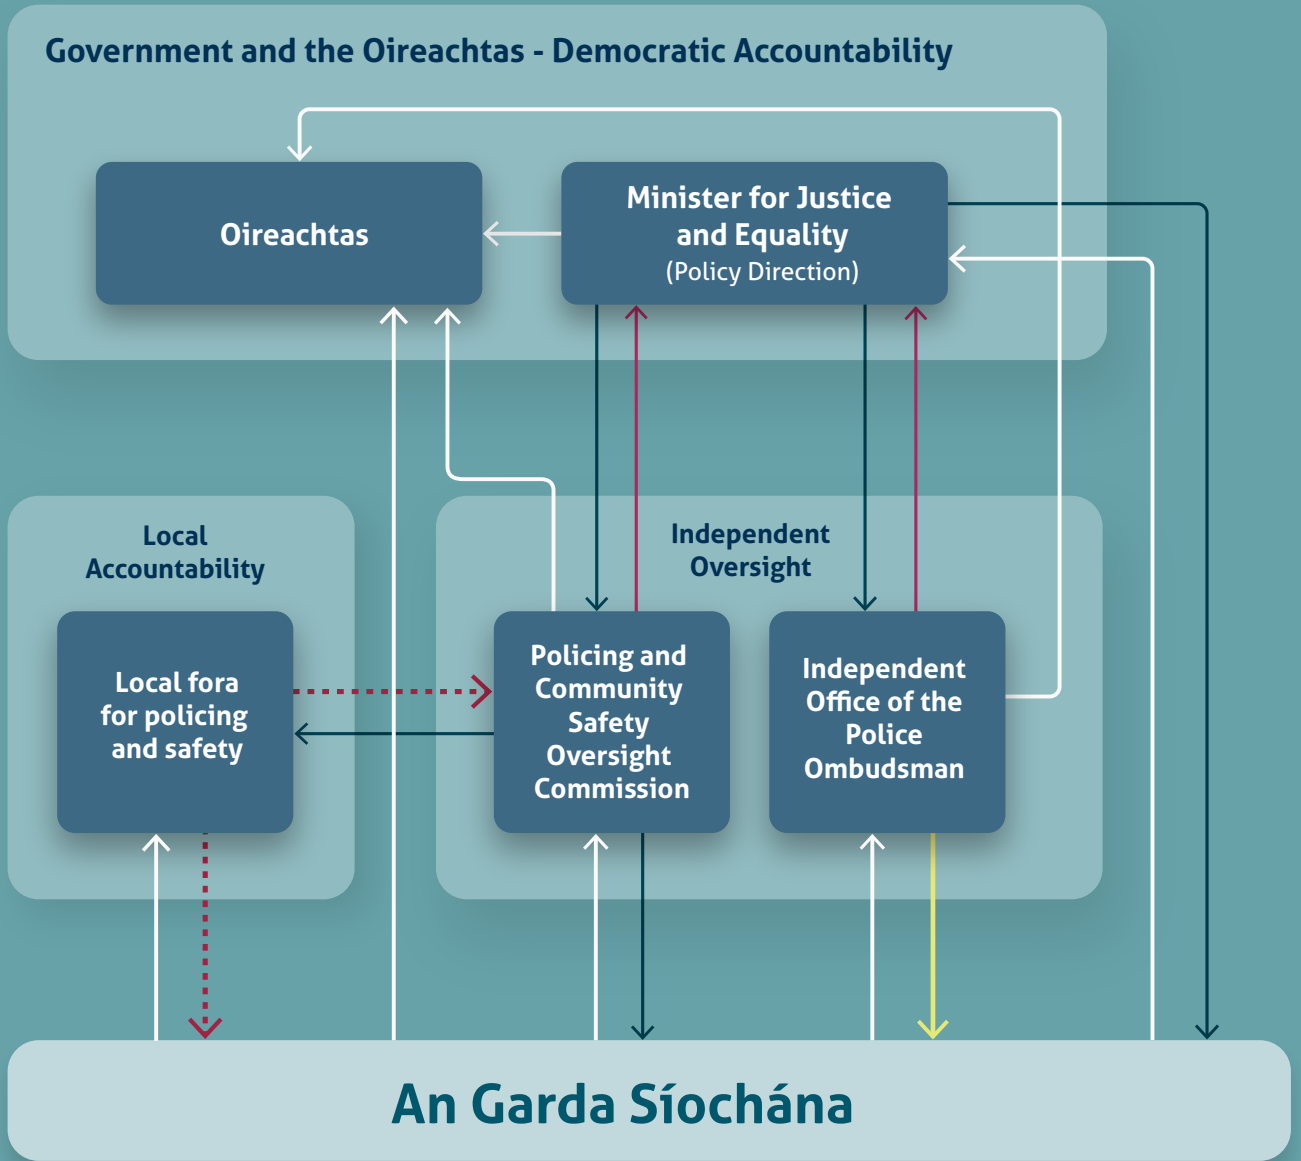 Government and the Oireachtas - Democratic Accountability
Oireachtas
Minister for Justice
and Equality
(Policy Direction)
Local
Accountability
Independent
Oversight
Local fora
for policing
and safety
Policing and
Community
Safety
Oversight
Commission
Independent
Office of the
Police
Ombudsman
An Garda Síochána